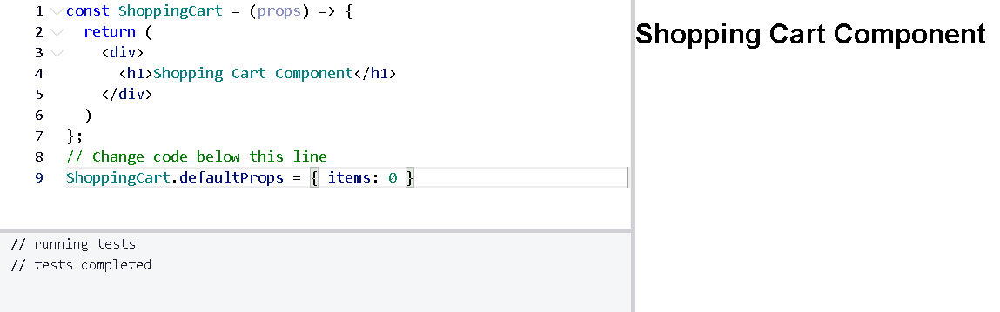 1 const ShoppingCart = (props) => {
2 return (
3 <div>
4 <h1>Shopping Cart Component</h1>
5 </div>
6 )
7 };
8 // Change code below this line
9 ShoppingCart.defaultProps = { items: 0 }
// running tests
// tests completed
Shopping Cart Component